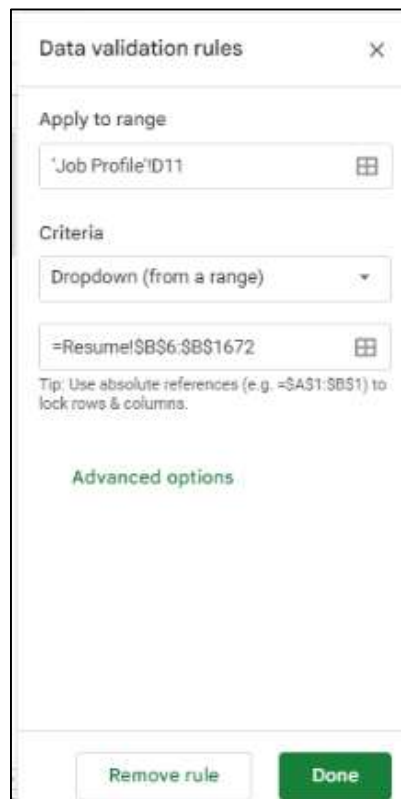 Data validation rules
Apply to range
'Job Profile'!D11
Criteria
Dropdown (from a range)
=Resume!$B$6:$B$1672
Tip: Use absolute references (e.g. =$A$1:$B$1) to
lock rows & columns.
Advanced options
Remove rule
Done